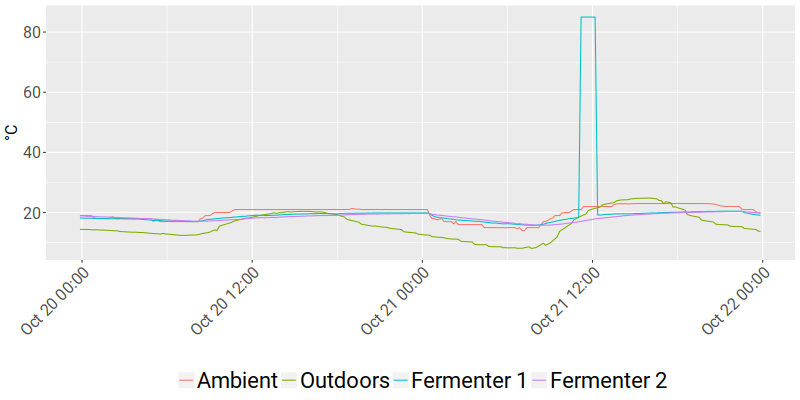 80
60
40
20
°C
Oct 20 00:00
Oct 20 12:00
Oct 21 00:00
Oct 21 12:00
Oct 22 00:00
Ambient Outdoors Fermenter 1 Fermenter 2